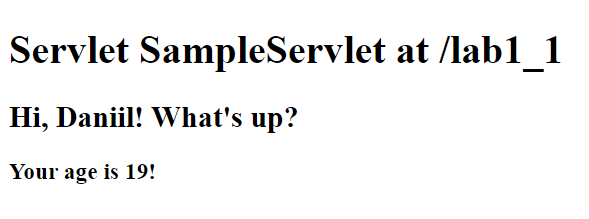 Servlet SampleServlet at /lab1_1
Hi, Daniil! What's up?
Your age is 19!